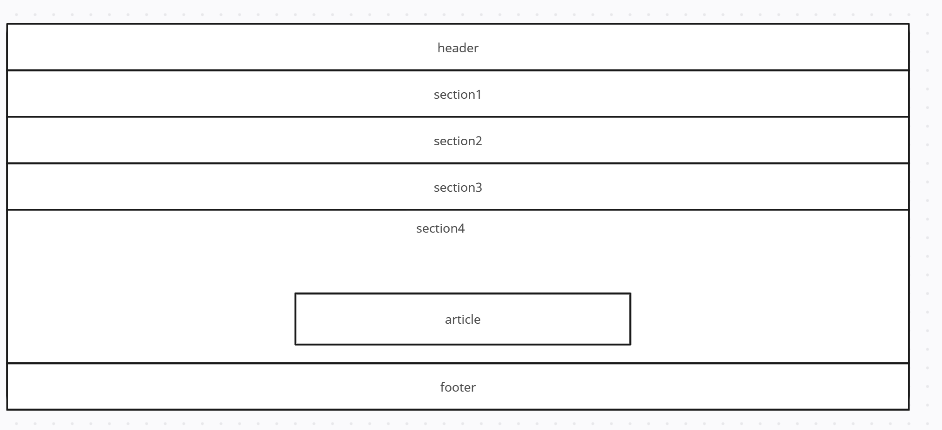 header
section1
section2
section3
section4
article
footer